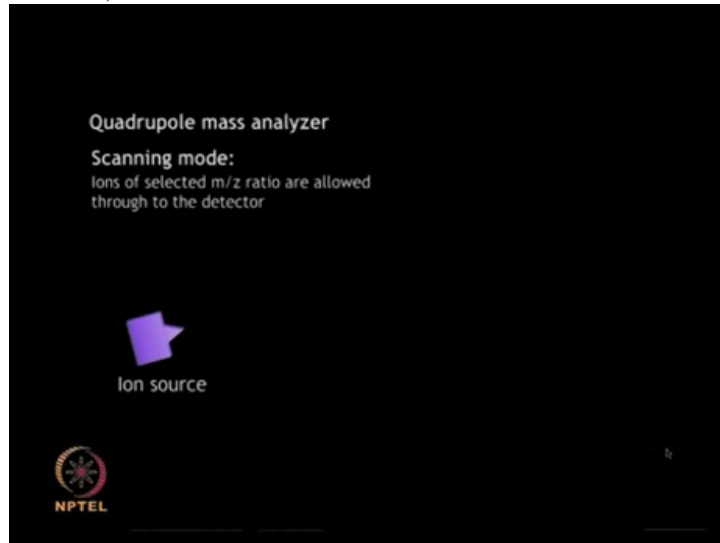 Quadrupole mass analyzer
Scanning mode:
Ions of selected m/z ratio are allowed
through to the detector
Ion source
NPTEL